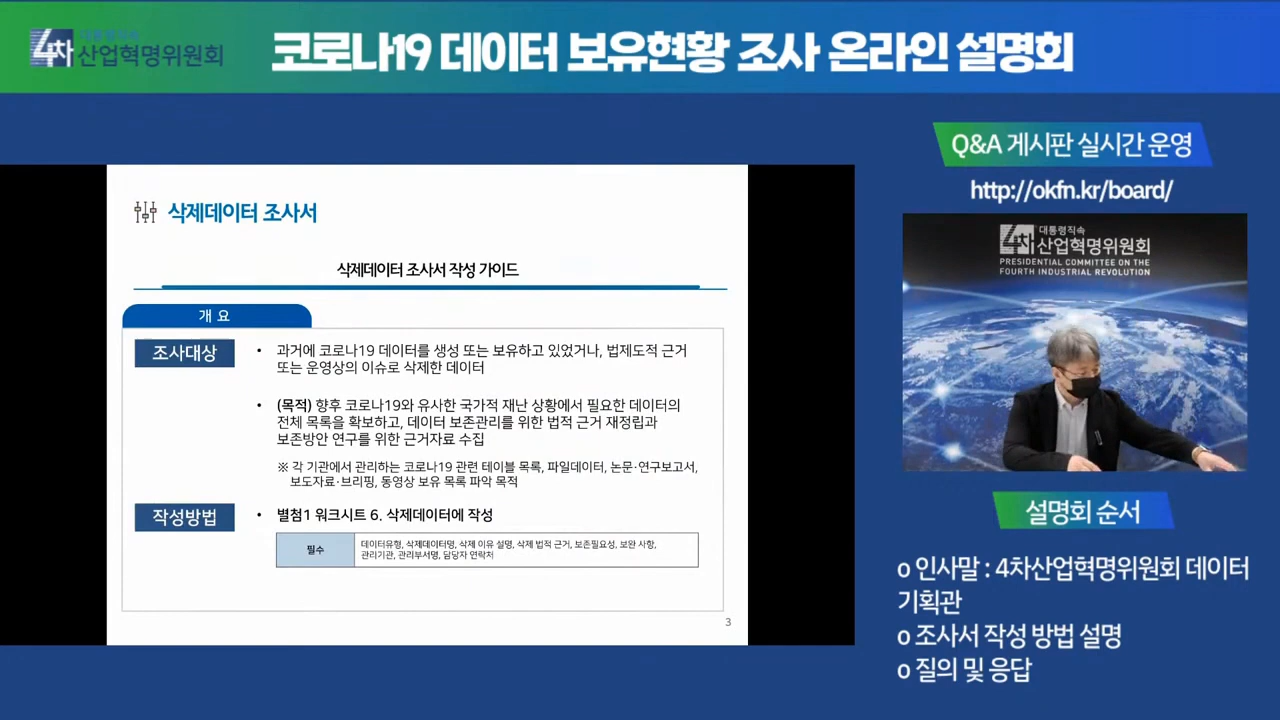 대통령직속
4차 산업혁명위원회
코로나19 데이터 보유현황 조사 온라인 설명회
삭제데이터 조사서
삭제데이터 조사서 작성 가이드
개 요
조사대상
• 과거에 코로나19 데이터를 생성 또는 보유하고 있었거나, 법제도적 근거
또는 운영상의 이슈로 삭제한 데이터
• (목적) 향후 코로나19와 유사한 국가적 재난 상황에서 필요한 데이터의
전체 목록을 확보하고, 데이터 보존관리를 위한 법적 근거 재정립과
보존방안 연구를 위한 근거자료 수집
※ 각 기관에서 관리하는 코로나19 관련 테이블 목록, 파일데이터, 논문·연구보고서,
보도자료·브리핑, 동영상 보유 목록 파악 목적
작성방법
• 별첨1 워크시트 6. 삭제데이터에 작성
필수
데이터유형, 삭제데이터명, 삭제 이유 설명, 삭제 법적 근거, 보존필요성, 보완 사항,
관리기관, 관리부서명, 담당자 연락처
3
Q&A 게시판 실시간 운영
http://okfn.kr/board/
대통령직속
4차 산업혁명위원회
PRESIDENTIAL COMMITTEE ON THE
FOURTH INDUSTRIAL REVOLUTION
설명회 순서
o 인사말 : 4차산업혁명위원회 데이터
기획관
o 조사서 작성 방법 설명
o 질의 및 응답